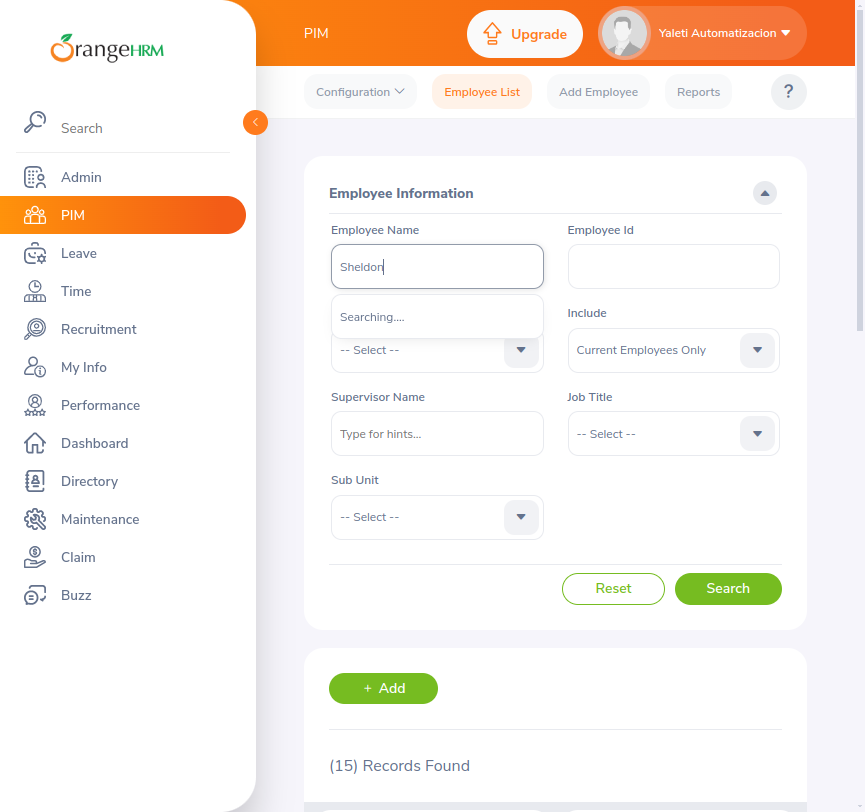 OrangeHRM
PIM
Upgrade
Yaleti Automatizacion
Search
Admin
PIM
Leave
Time
Recruitment
My Info
Performance
Dashboard
Directory
Maintenance
Claim
Buzz
Configuration
Employee List
Add Employee
Reports
?
Employee Information
Employee Name
Employee Id
Sheldon
Searching....
Include
-- Select --
Current Employees Only
Supervisor Name
Job Title
Type for hints...
-- Select --
Sub Unit
-- Select --
Reset
Search
+ Add
(15) Records Found